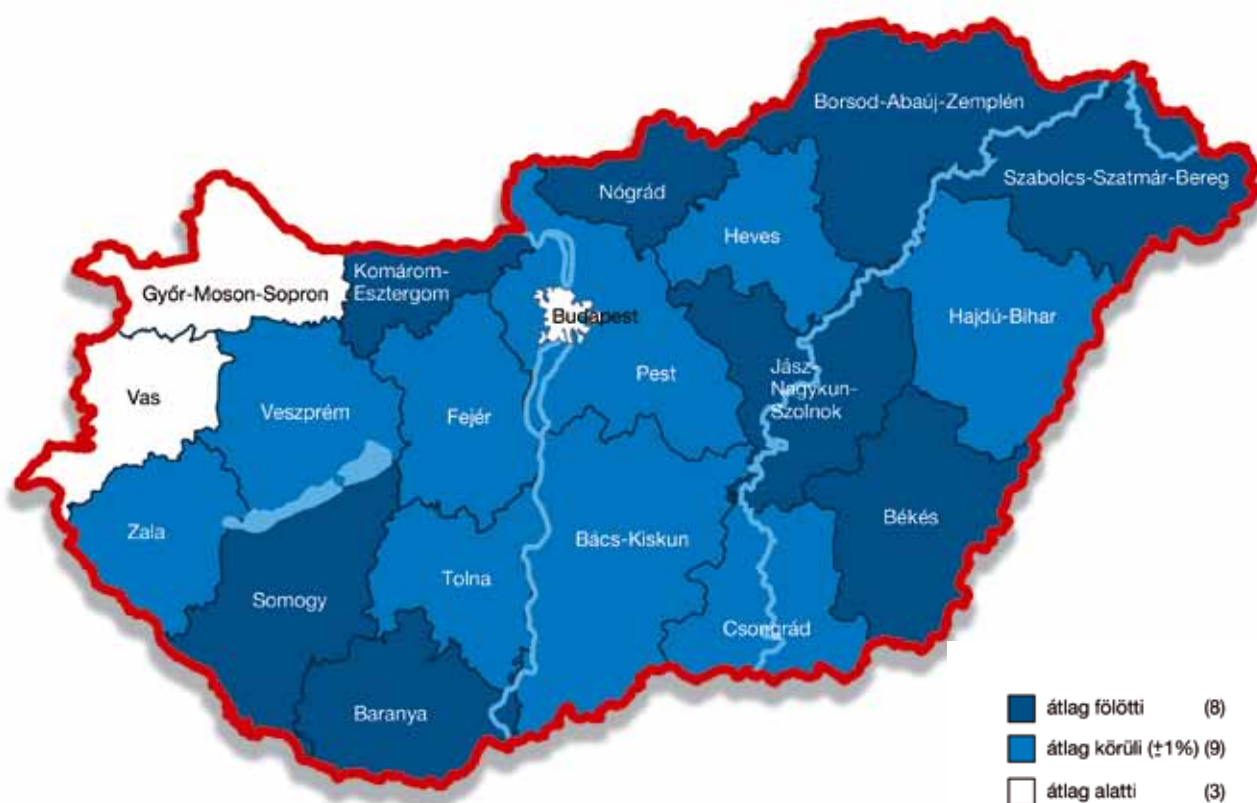 Borsod-Abaúj-Zemplén
Szabolcs-Szatmár-Bereg
Nógrád
Heves
Komárom-
Esztergom
Győr-Moson-Sopron
Budapest
Hajdú-Bihar
Pest
Jász-
Nagykun-
Szolnok
Vas
Veszprém
Fejér
Zala
Bács-Kiskun
Békés
Tolna
Somogy
Csongrád
Baranya
átlag fölötti (8)
átlag körüli (±1%) (9)
átlag alatti (3)